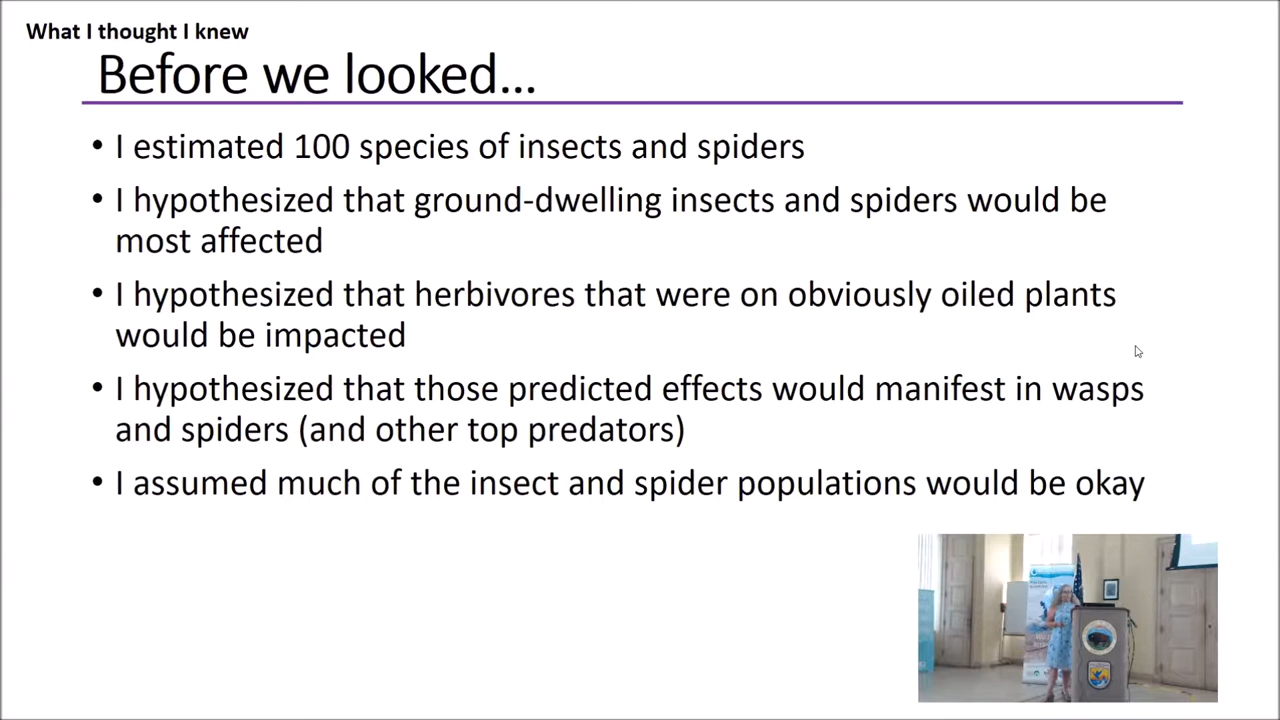 What I thought I knew
Before we looked...
• I estimated 100 species of insects and spiders
• I hypothesized that ground-dwelling insects and spiders would be
most affected
• I hypothesized that herbivores that were on obviously oiled plants
would be impacted
• I hypothesized that those predicted effects would manifest in wasps
and spiders (and other top predators)
• I assumed much of the insect and spider populations would be okay